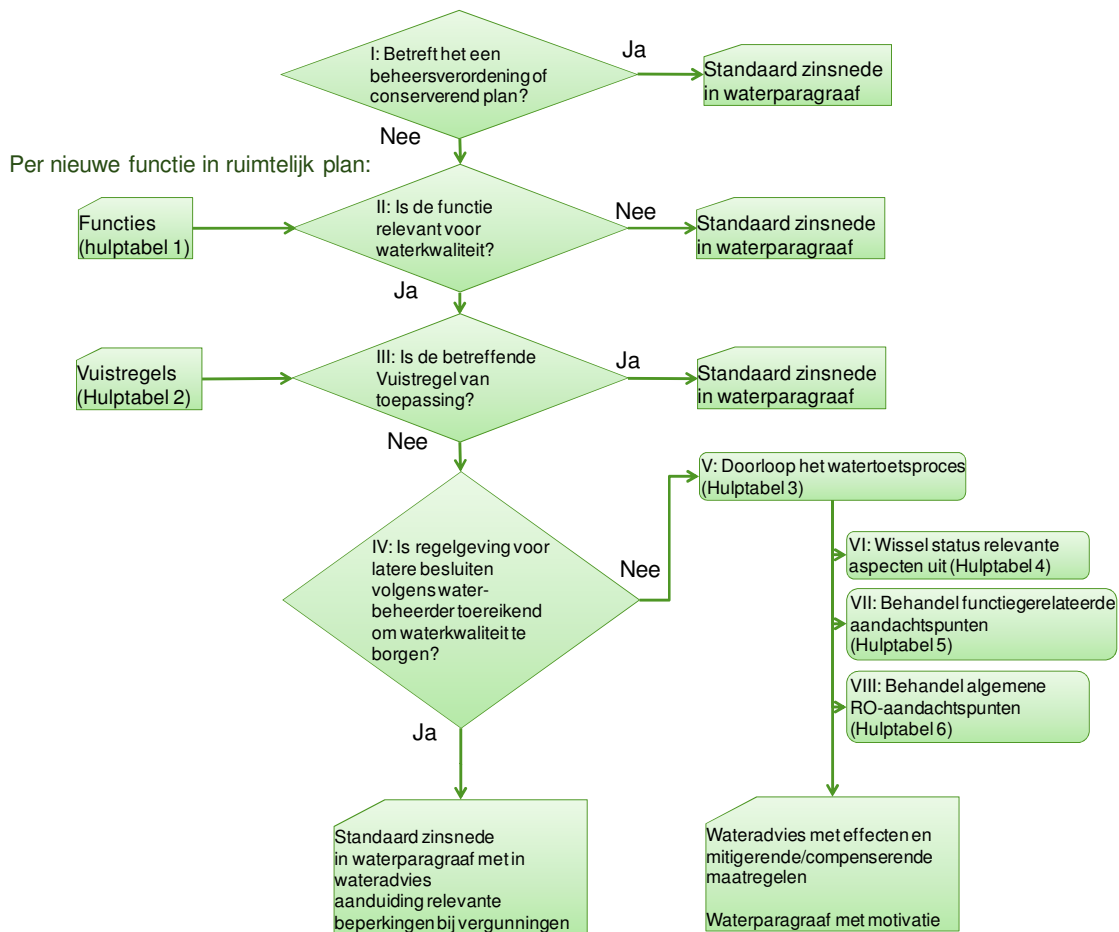 I: Betreft het een
beheersverordening of
conserverend plan?
Ja
Standaard zinsnede
in waterparagraaf
Nee
Per nieuwe functie in ruimtelijk plan:
Functies
(hulptabel 1)
II: Is de functie
relevant voor
waterkwaliteit?
Nee
Standaard zinsnede
in waterparagraaf
Ja
Vuistregels
(Hulptabel 2)
III: Is de betreffende
Vuistregel van
toepassing?
Ja
Standaard zinsnede
in waterparagraaf
Nee
IV: Is regelgeving voor
latere besluiten
volgens water-
beheerder toereikend
om waterkwaliteit te
borgen?
Nee
V: Doorloop het watertoetsproces
(Hulptabel 3)
VI: Wissel status relevante
aspecten uit (Hulptabel 4)
VII: Behandel functiegerelateerde
aandachtspunten
(Hulptabel 5)
VIII: Behandel algemene
RO-aandachtspunten
(Hulptabel 6)
Ja
Standaard zinsnede
in waterparagraaf met in
wateradvies
aanduiding relevante
beperkingen bij vergunningen
Wateradvies met effecten en
mitigerende/compenserende
maatregelen
Waterparagraaf met motivatie